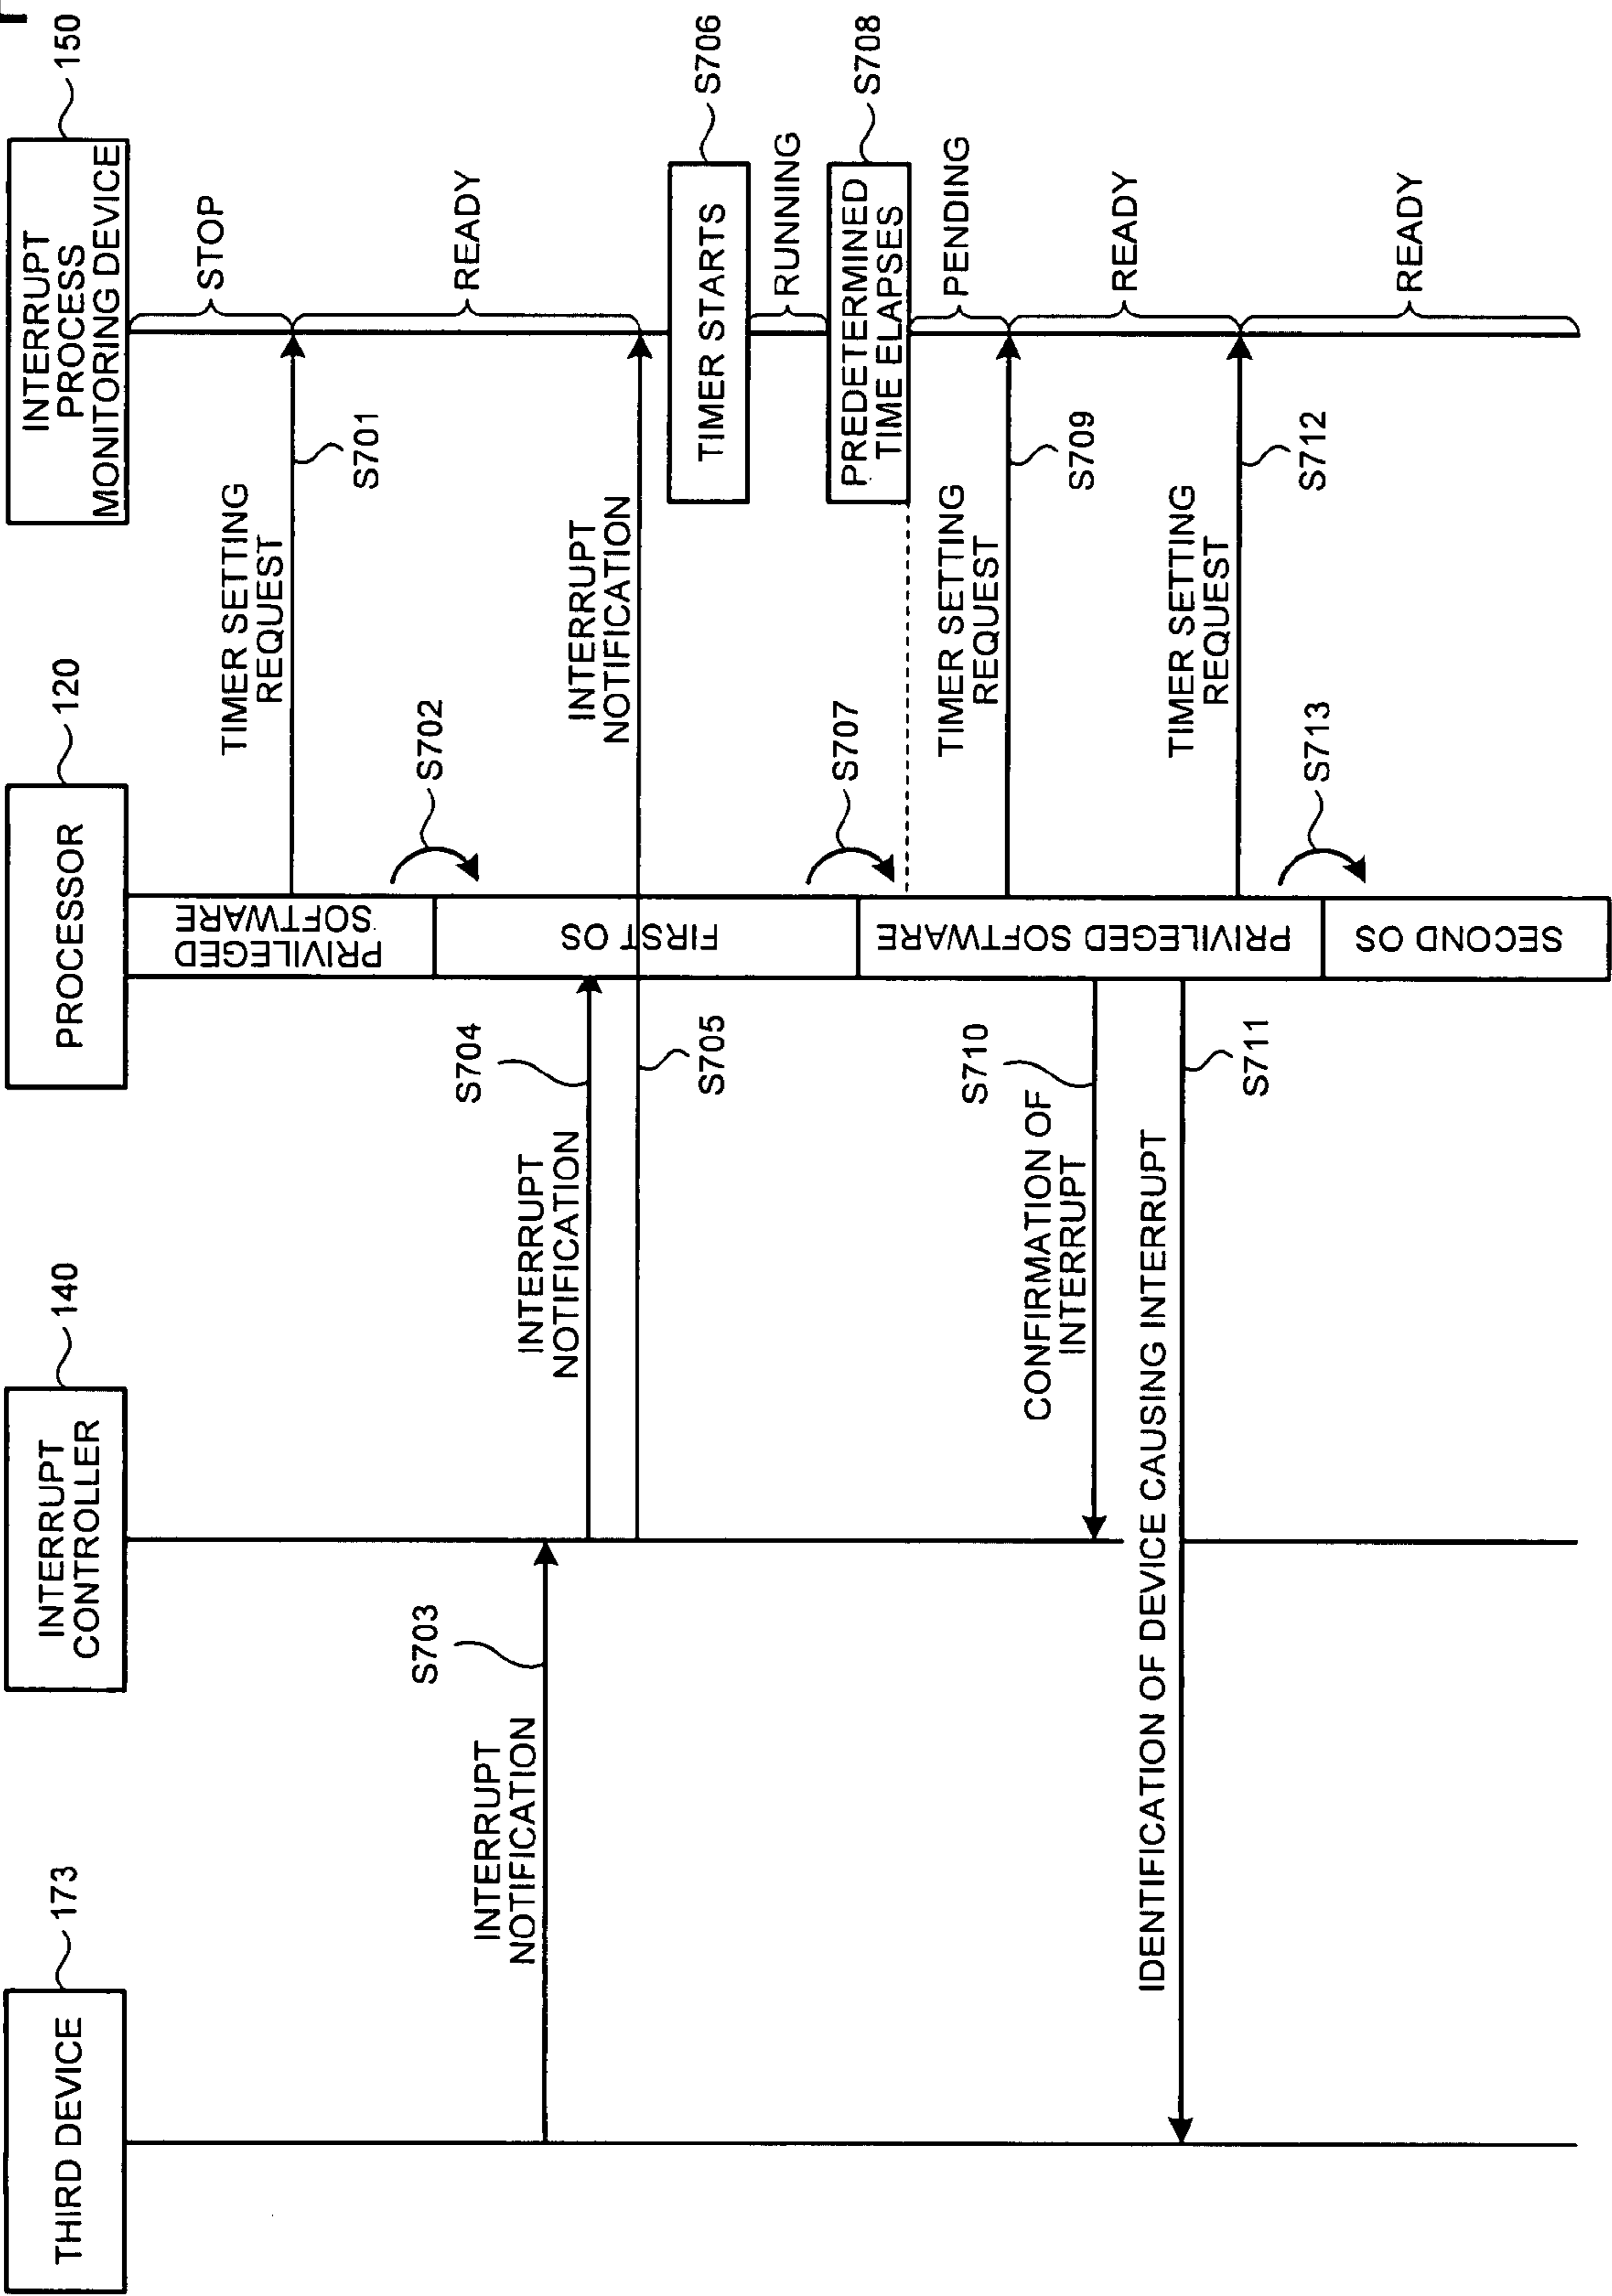 THIRD DEVICE
173
INTERRUPT
CONTROLLER
140
PROCESSOR
120
INTERRUPT
PROCESS
MONITORING DEVICE
150
STOP
TIMER SETTING
REQUEST
S701
PRIVILEGED
SOFTWARE
S702
READY
INTERRUPT
NOTIFICATION
S703
INTERRUPT
NOTIFICATION
S704
FIRST OS
INTERRUPT
NOTIFICATION
S705
TIMER STARTS
S706
RUNNING
S707
PREDETERMINED
TIME ELAPSES
S708
PENDING
TIMER SETTING
REQUEST
S709
PRIVILEGED SOFTWARE
CONFIRMATION OF
INTERRUPT
S710
READY
IDENTIFICATION OF DEVICE CAUSING INTERRUPT
S711
TIMER SETTING
REQUEST
S712
S713
SECOND OS
READY